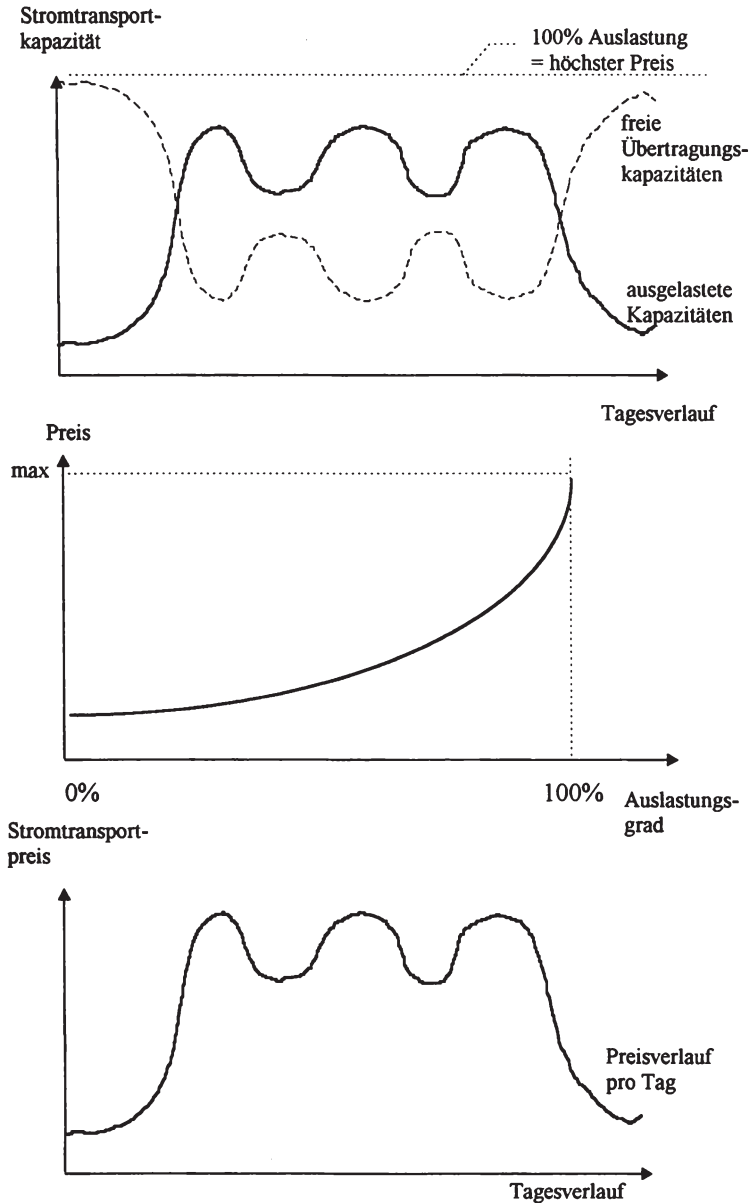 Stromtransport-
kapazität
100% Auslastung
= höchster Preis
freie
Übertragungs-
kapazitäten
ausgelastete
Kapazitäten
Tagesverlauf
Preis
max
0%
100%
Auslastungs-
grad
Stromtransport-
preis
Preisverlauf
pro Tag
Tagesverlauf